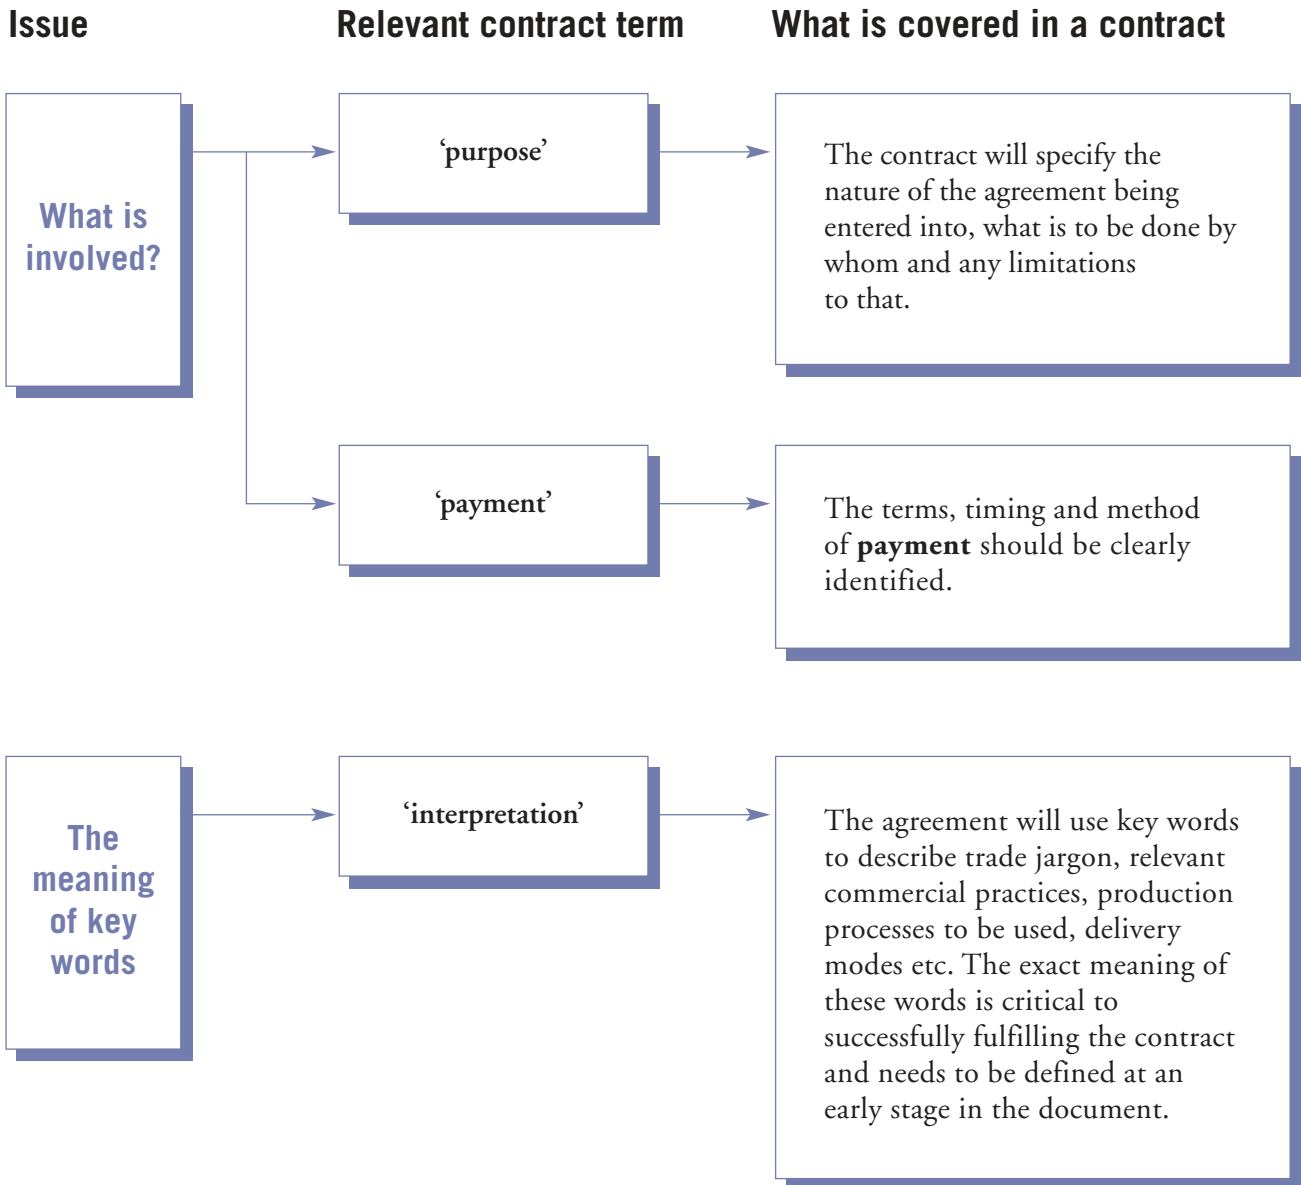 Issue
Relevant contract term
What is covered in a contract
What is
involved?
‘purpose’
The contract will specify the
nature of the agreement being
entered into, what is to be done by
whom and any limitations
to that.
‘payment’
The terms, timing and method
of payment should be clearly
identified.
The
meaning
of key
words
‘interpretation’
The agreement will use key words
to describe trade jargon, relevant
commercial practices, production
processes to be used, delivery
modes etc. The exact meaning of
these words is critical to
successfully fulfilling the contract
and needs to be defined at an
early stage in the document.